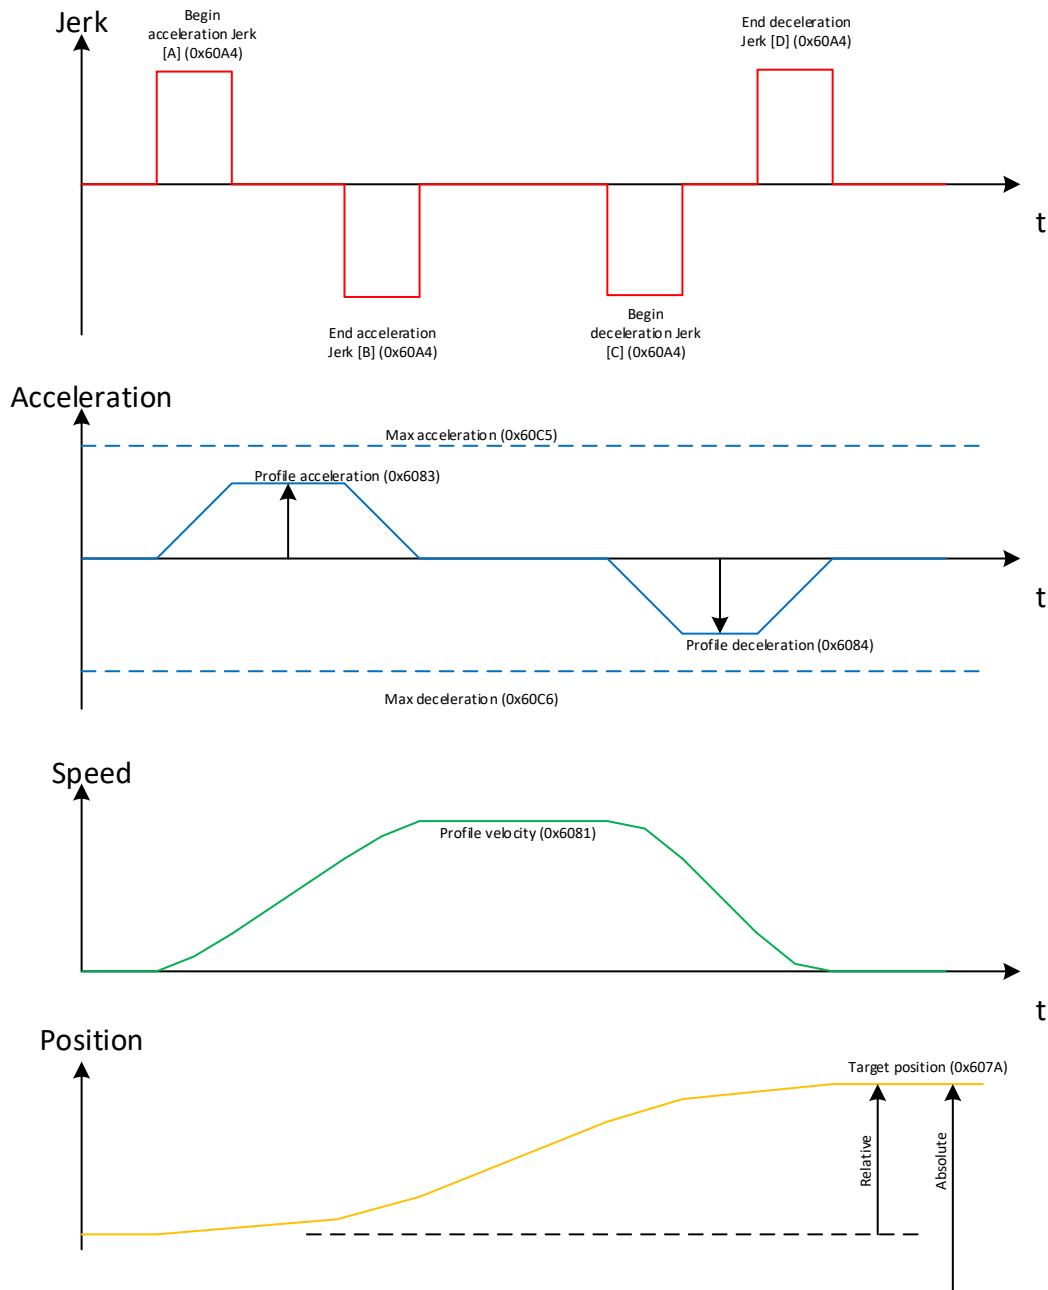 Jerk
Begin
acceleration Jerk
[A] (0x60A4)
End deceleration
Jerk [D] (0x60A4)
t
End acceleration
Jerk [B] (0x60A4)
Begin
deceleration Jerk
[C] (0x60A4)
Acceleration
Max acceleration (0x60C5)
Profile acceleration (0x6083)
t
Profile deceleration (0x6084)
Max deceleration (0x60C6)
Speed
Profile velocity (0x6081)
t
Position
Target position (0x607A)
Relative
Absolute